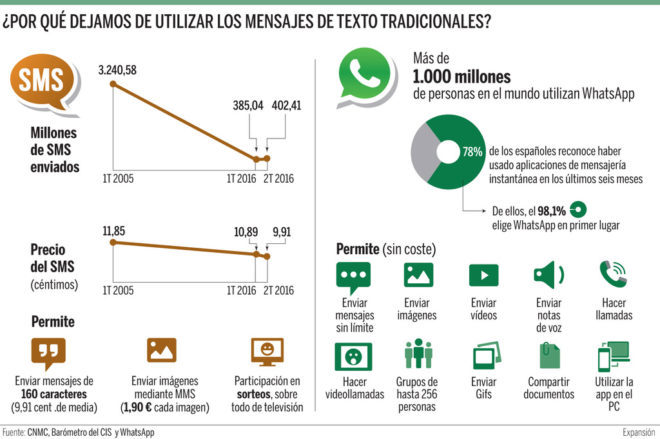 ¿POR QUÉ DEJAMOS DE UTILIZAR LOS MENSAJES DE TEXTO TRADICIONALES?
SMS
Millones
de SMS
enviados
3.240,58
385,04
402,41
1T 2005
1T 2016
2T 2016
Precio
del SMS
(céntimos)
11,85
10,89
9,91
1T 2005
1T 2016
2T 2016
Permite
Enviar mensajes de
160 caracteres
(9,91 cent .de media)
Enviar imágenes
mediante MMS
(1,90 € cada imagen)
Participación en
sorteos, sobre
todo de televisión
Más de
1.000 millones
de personas en el mundo utilizan WhatsApp
78%
de los españoles reconoce haber
usado aplicaciones de mensajería
instantánea en los últimos seis meses
De ellos, el 98,1%
elige WhatsApp en primer lugar
Permite (sin coste)
Enviar
mensajes
sin límite
Enviar
imágenes
Enviar
vídeos
Enviar
notas
de voz
Hacer
llamadas
Hacer
videollamadas
Grupos de
hasta 256
personas
Enviar
Gifs
Compartir
documentos
Utilizar la
app en el
PC
Fuente: CNMC, Barómetro del CIS y WhatsApp
Expansión